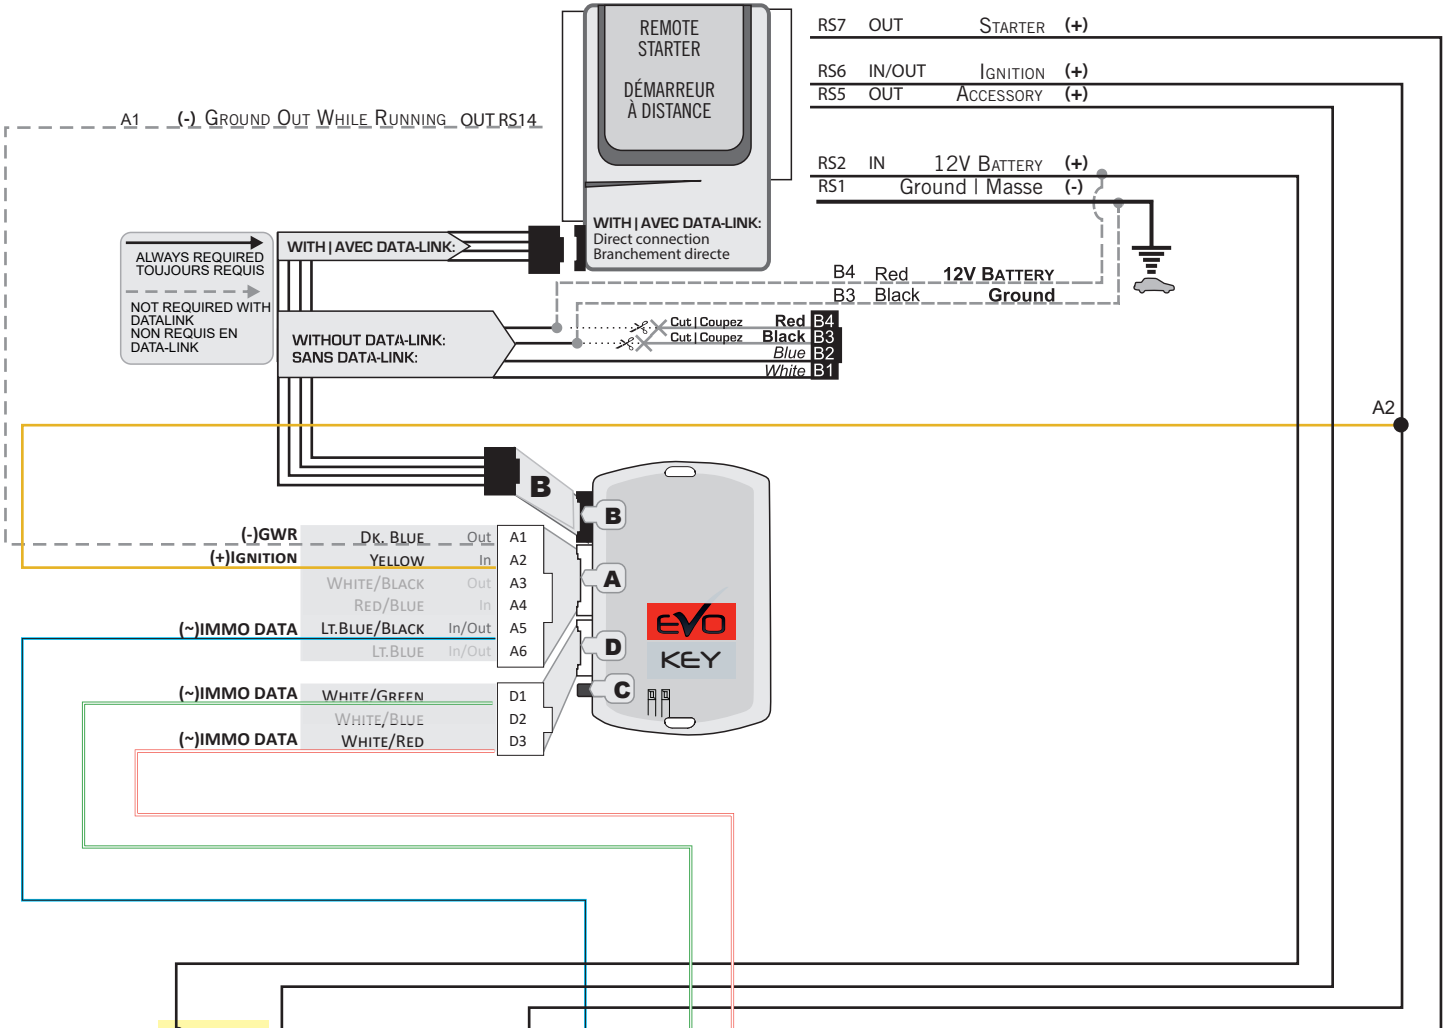 REMOTE
STARTER
DÉMARREUR
À DISTANCE
RS7 OUT STARTER (+)
RS6 IN/OUT IGNITION (+)
RS5 OUT ACCESSORY (+)
A1 (-) GROUND OUT WHILE RUNNING OUT RS14
RS2 IN 12V BATTERY (+)
RS1 Ground | Masse (-)
WITH | AVEC DATA-LINK:
Direct connection
Branchement directe
ALWAYS REQUIRED
TOUJOURS REQUIS
NOT REQUIRED WITH
DATALINK
NON REQUIS EN
DATA-LINK
WITH | AVEC DATA-LINK:
B4 Red 12V BATTERY
B3 Black Ground
WITHOUT DATA-LINK:
SANS DATA-LINK:
Cut | Coupez Red B4
Cut | Coupez Black B3
Blue B2
White B1
A2
B
B
A
D
C
EVO
KEY
(-)GWR DK. BLUE Out A1
(+)IGNITION YELLOW In A2
WHITE/BLACK Out A3
RED/BLUE In A4
(~)IMMO DATA LT.BLUE/BLACK In/Out A5
LT.BLUE In/Out A6
(~)IMMO DATA WHITE/GREEN D1
WHITE/BLUE D2
(~)IMMO DATA WHITE/RED D3